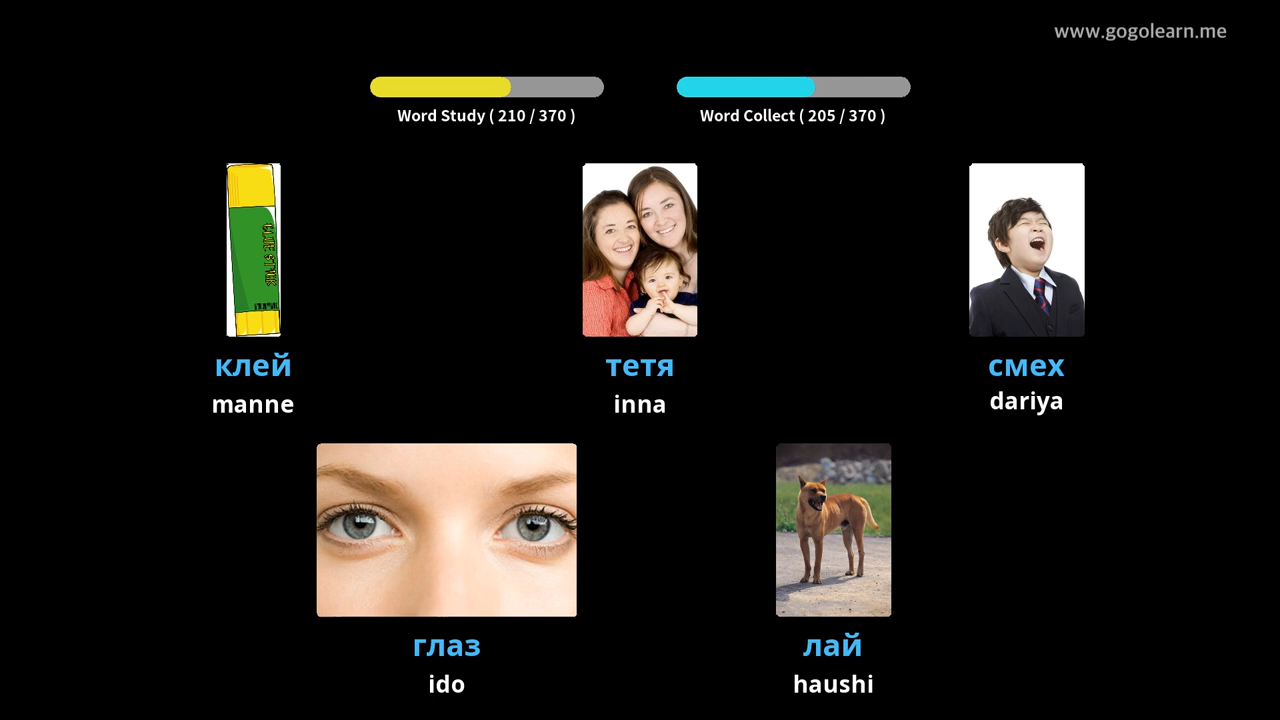 www.gogolearn.me
Word Study ( 210 / 370 )
Word Collect ( 205 / 370 )
клей
manne
тетя
inna
смех
dariya
глаз
ido
лай
haushi